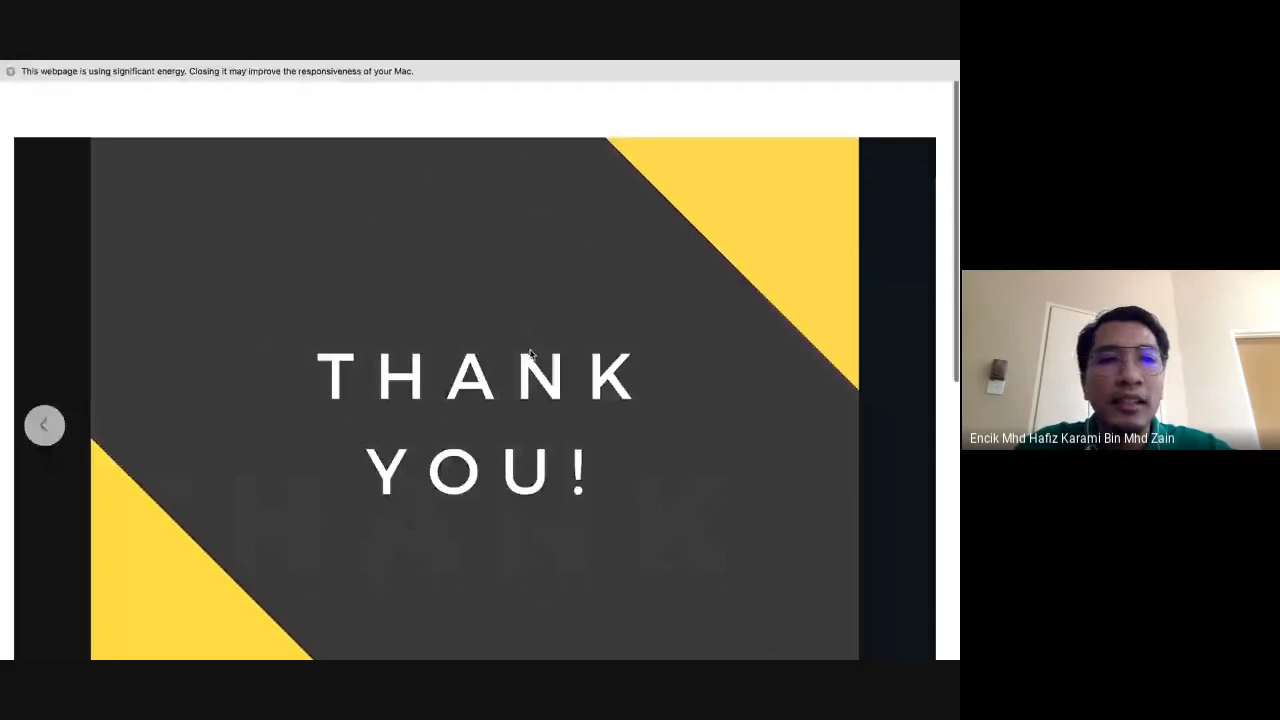 This webpage is using significant energy. Closing it may improve the responsiveness of your Mac.
THANK
YOU!
Encik Mhd Hafiz Karami Bin Mhd Zain